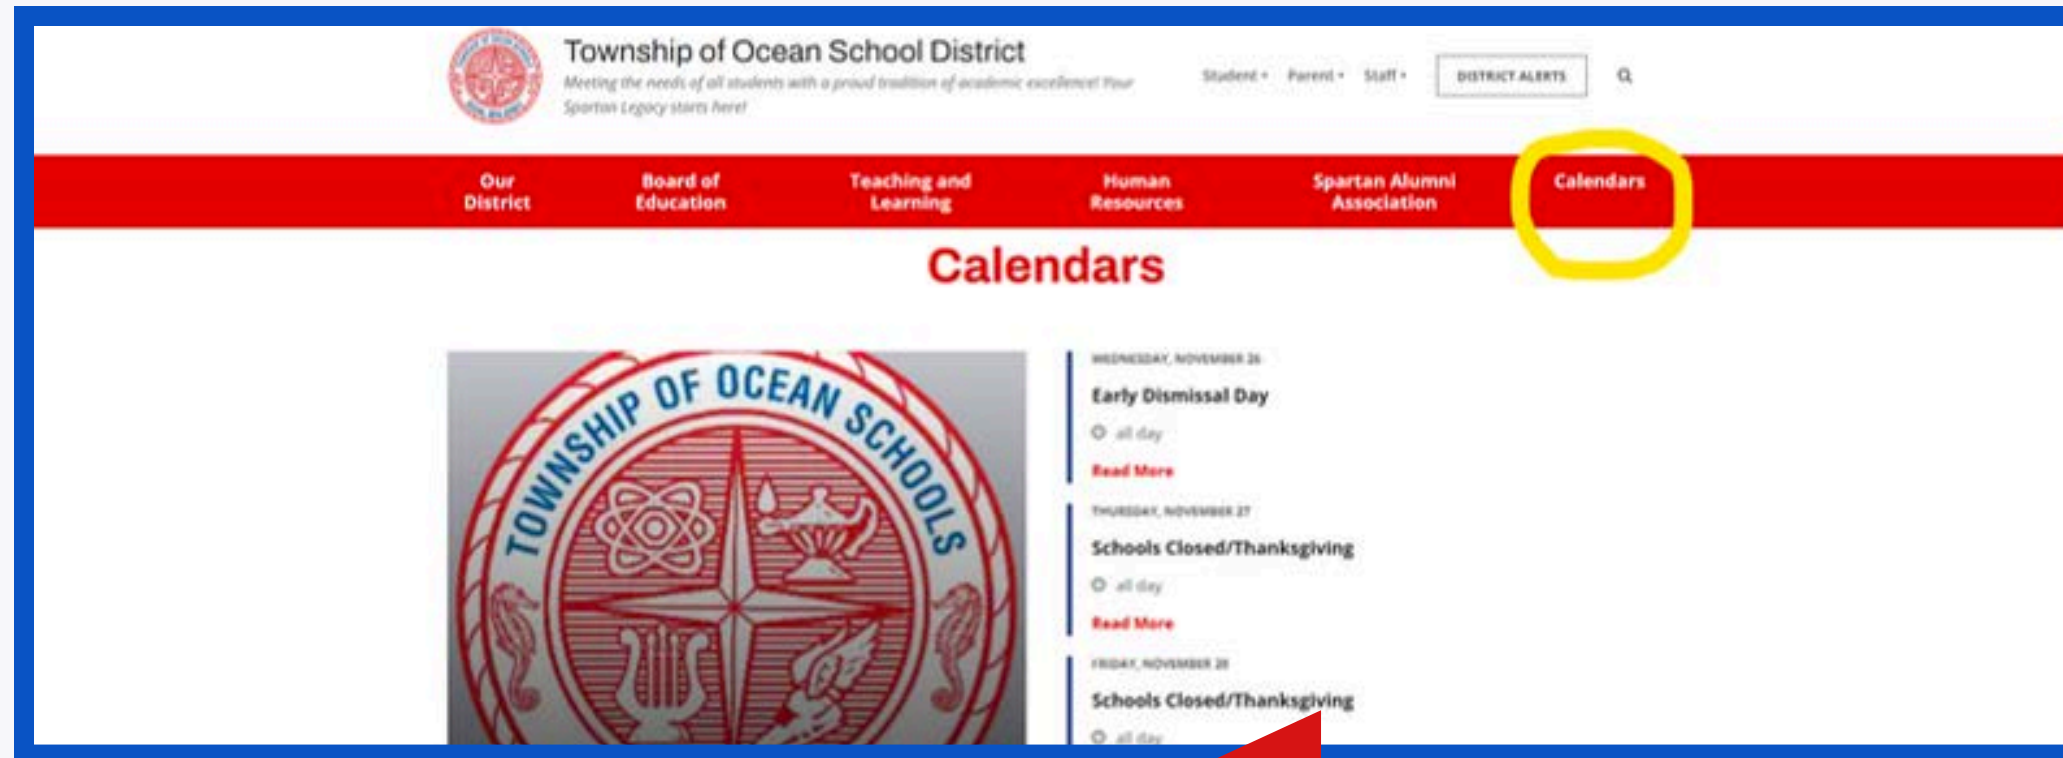 Township of Ocean School District
Meeting the needs of all students with a proud tradition of academic excellence! Your
Spartan Legacy starts here!
Student Parent Staff DISTRICT ALERTS
Our District
Board of Education
Teaching and Learning
Human Resources
Spartan Alumni Association
Calendars
Calendars
TOWNSHIP OF OCEAN SCHOOLS
WEDNESDAY, NOVEMBER 26
Early Dismissal Day
all day
Read More
THURSDAY, NOVEMBER 27
Schools Closed/Thanksgiving
all day
Read More
FRIDAY, NOVEMBER 28
Schools Closed/Thanksgiving
all day